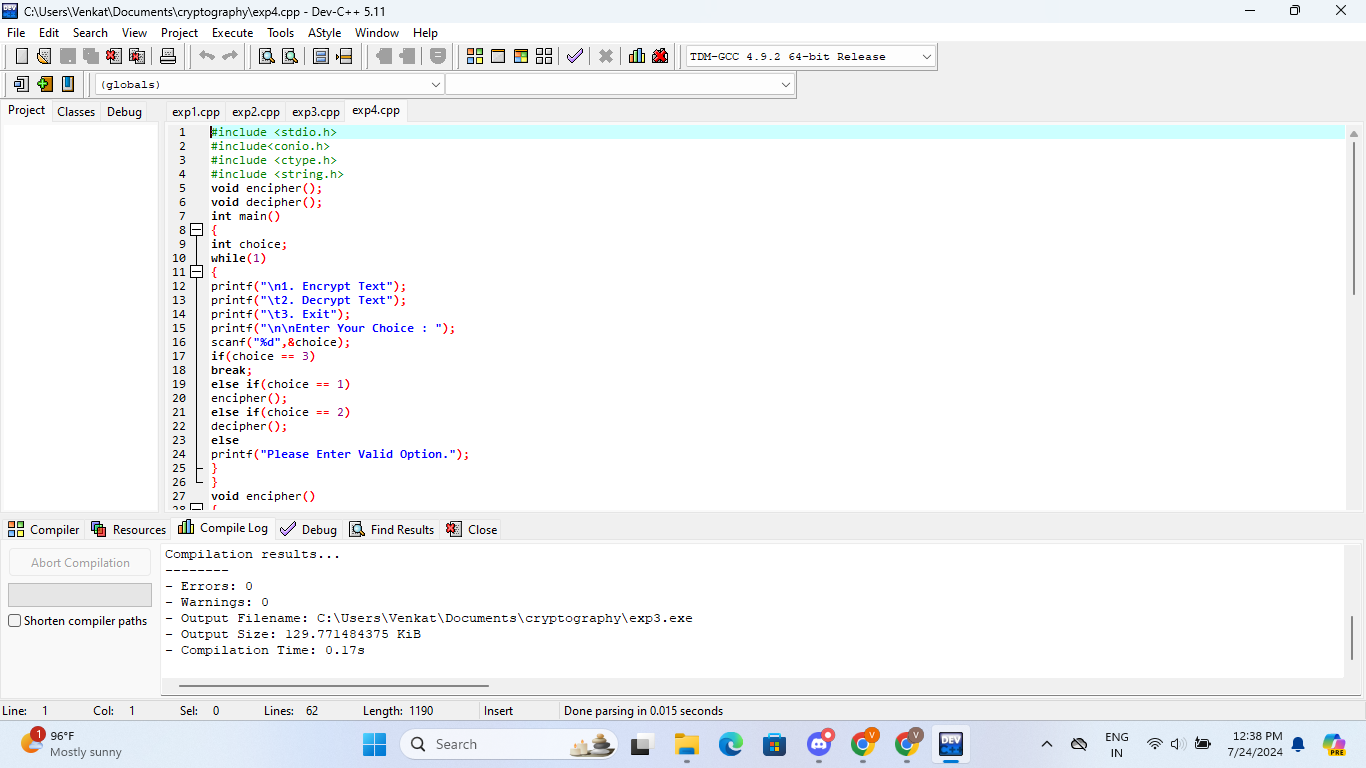 C:\Users\Venkat\Documents\cryptography\exp4.cpp - Dev-C++ 5.11
File Edit Search View Project Execute Tools AStyle Window Help
TDM-GCC 4.9.2 64-bit Release
(globals)
Project Classes Debug
exp1.cpp exp2.cpp exp3.cpp exp4.cpp
1 #include <stdio.h>
2 #include<conio.h>
3 #include <ctype.h>
4 #include <string.h>
5 void encipher();
6 void decipher();
7 int main()
8 {
9 int choice;
10 while(1)
11 {
12 printf("\n1. Encrypt Text");
13 printf("\t2. Decrypt Text");
14 printf("\t3. Exit");
15 printf("\n\nEnter Your Choice : ");
16 scanf("%d",&choice);
17 if(choice == 3)
18 break;
19 else if(choice == 1)
20 encipher();
21 else if(choice == 2)
22 decipher();
23 else
24 printf("Please Enter Valid Option.");
25 }
26 }
27 void encipher()
28 {
Compiler Resources Compile Log Debug Find Results Close
Abort Compilation
Shorten compiler paths
Compilation results...
--------
- Errors: 0
- Warnings: 0
- Output Filename: C:\Users\Venkat\Documents\cryptography\exp3.exe
- Output Size: 129.771484375 KiB
- Compilation Time: 0.17s
Line: 1 Col: 1 Sel: 0 Lines: 62 Length: 1190 Insert Done parsing in 0.015 seconds
1
96°F
Mostly sunny
Search
DEV
V
V
PRE
ENG
IN
12:38 PM
7/24/2024